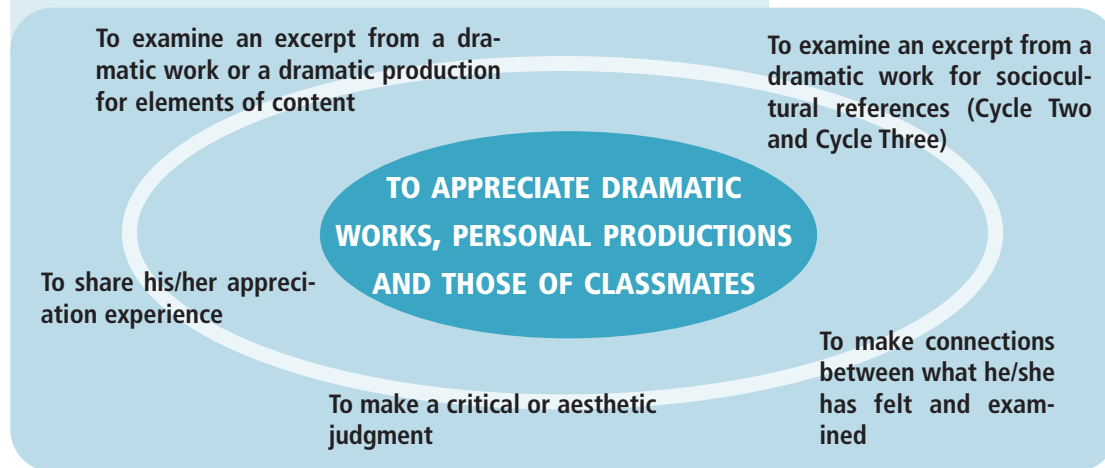 To examine an excerpt from a dra-
matic work or a dramatic production
for elements of content
To examine an excerpt from a
dramatic work for sociocul-
tural references (Cycle Two
and Cycle Three)
TO APPRECIATE DRAMATIC
WORKS, PERSONAL PRODUCTIONS
AND THOSE OF CLASSMATES
To share his/her appreci-
ation experience
To make connections
between what he/she
has felt and exam-
ined
To make a critical or aesthetic
judgment